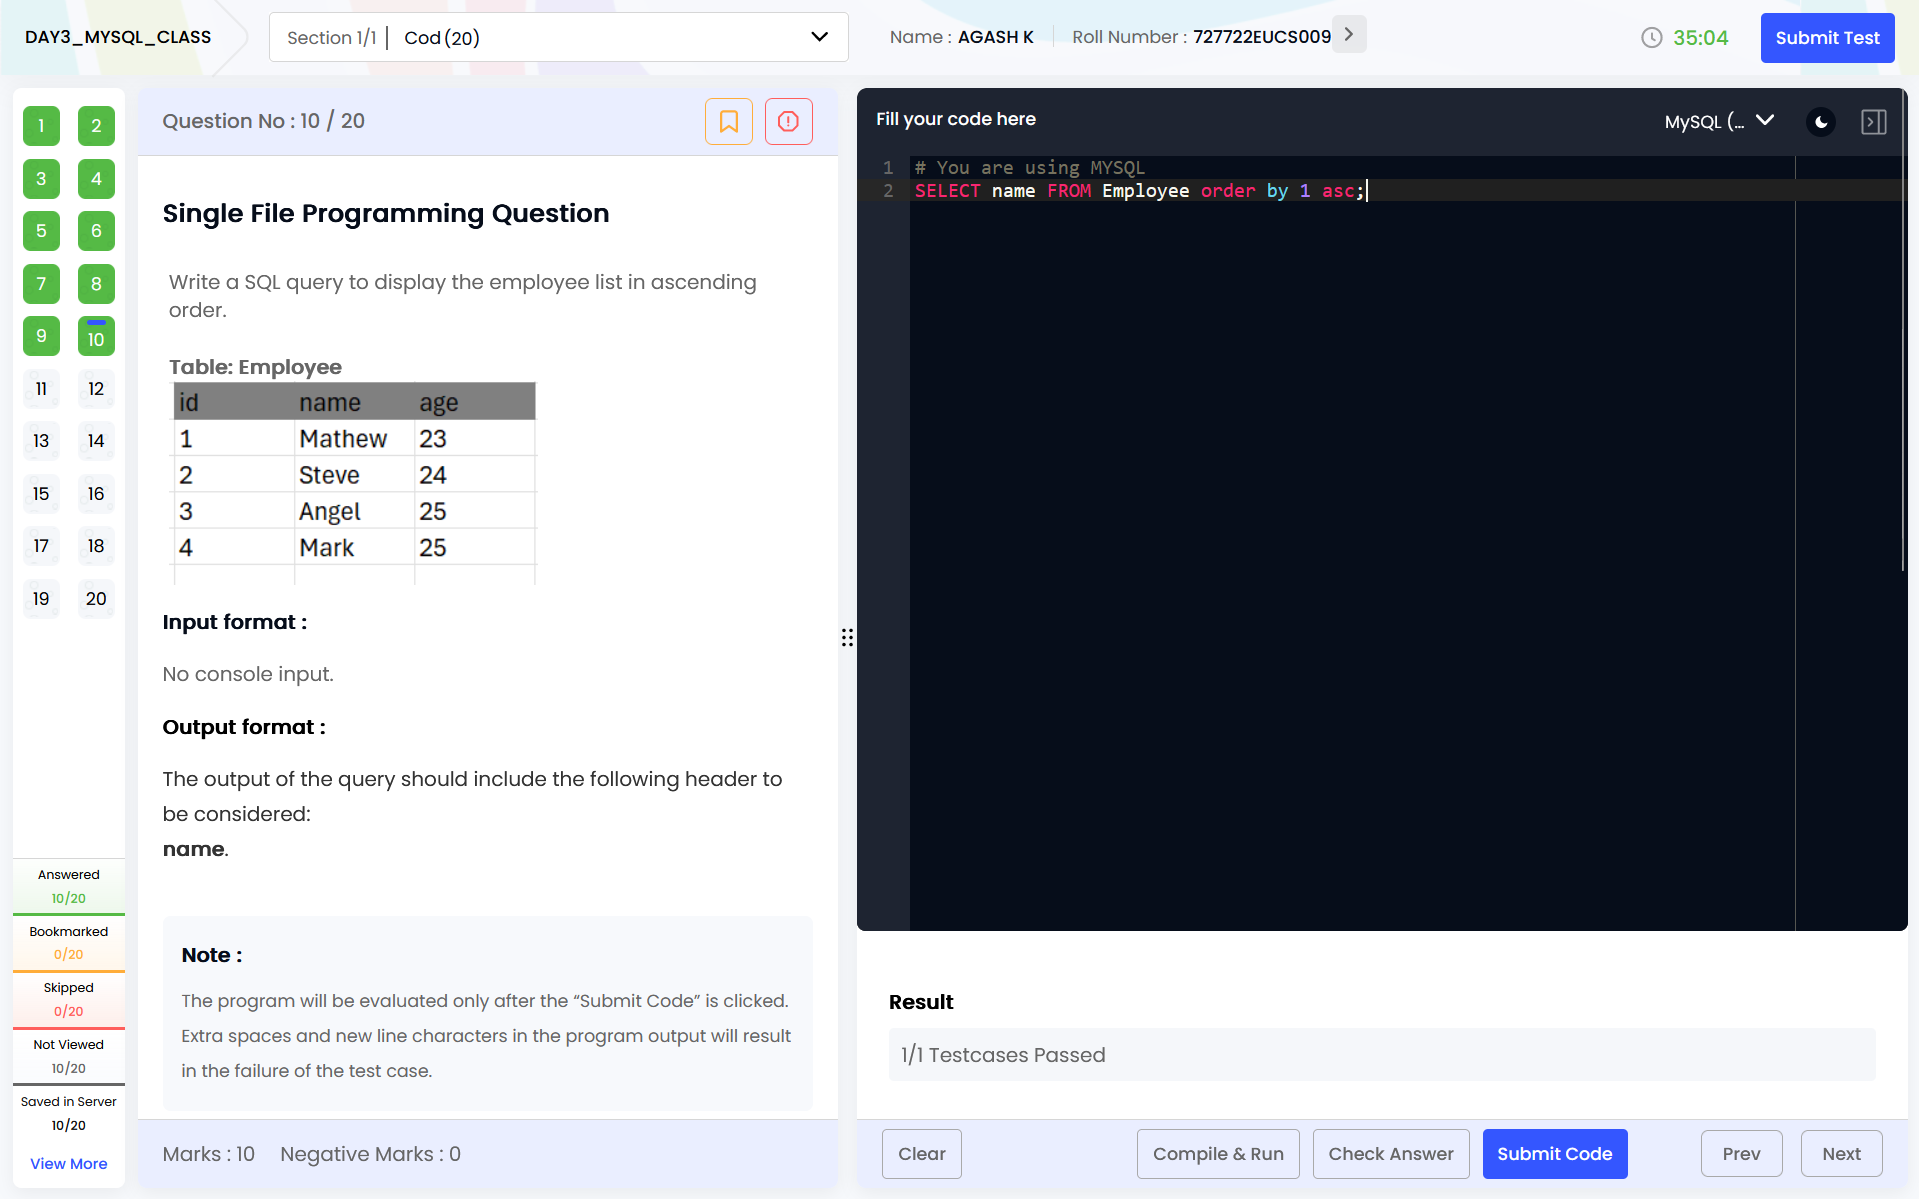 DAY3_MYSQL_CLASS
Section 1/1 | Cod (20)
Name : AGASH K
Roll Number : 727722EUCS009
35:04
Submit Test
1 2
3 4
5 6
7 8
9 10
11 12
13 14
15 16
17 18
19 20
Answered
10/20
Bookmarked
0/20
Skipped
0/20
Not Viewed
10/20
Saved in Server
10/20
View More
Question No : 10 / 20
Single File Programming Question
Write a SQL query to display the employee list in ascending
order.
Table: Employee
id name age
1 Mathew 23
2 Steve 24
3 Angel 25
4 Mark 25
Input format :
No console input.
Output format :
The output of the query should include the following header to
be considered:
name.
Note :
The program will be evaluated only after the “Submit Code” is clicked.
Extra spaces and new line characters in the program output will result
in the failure of the test case.
Marks : 10 Negative Marks : 0
Fill your code here
MySQL (...
1 # You are using MYSQL
2 SELECT name FROM Employee order by 1 asc;
Result
1/1 Testcases Passed
Clear
Compile & Run
Check Answer
Submit Code
Prev
Next